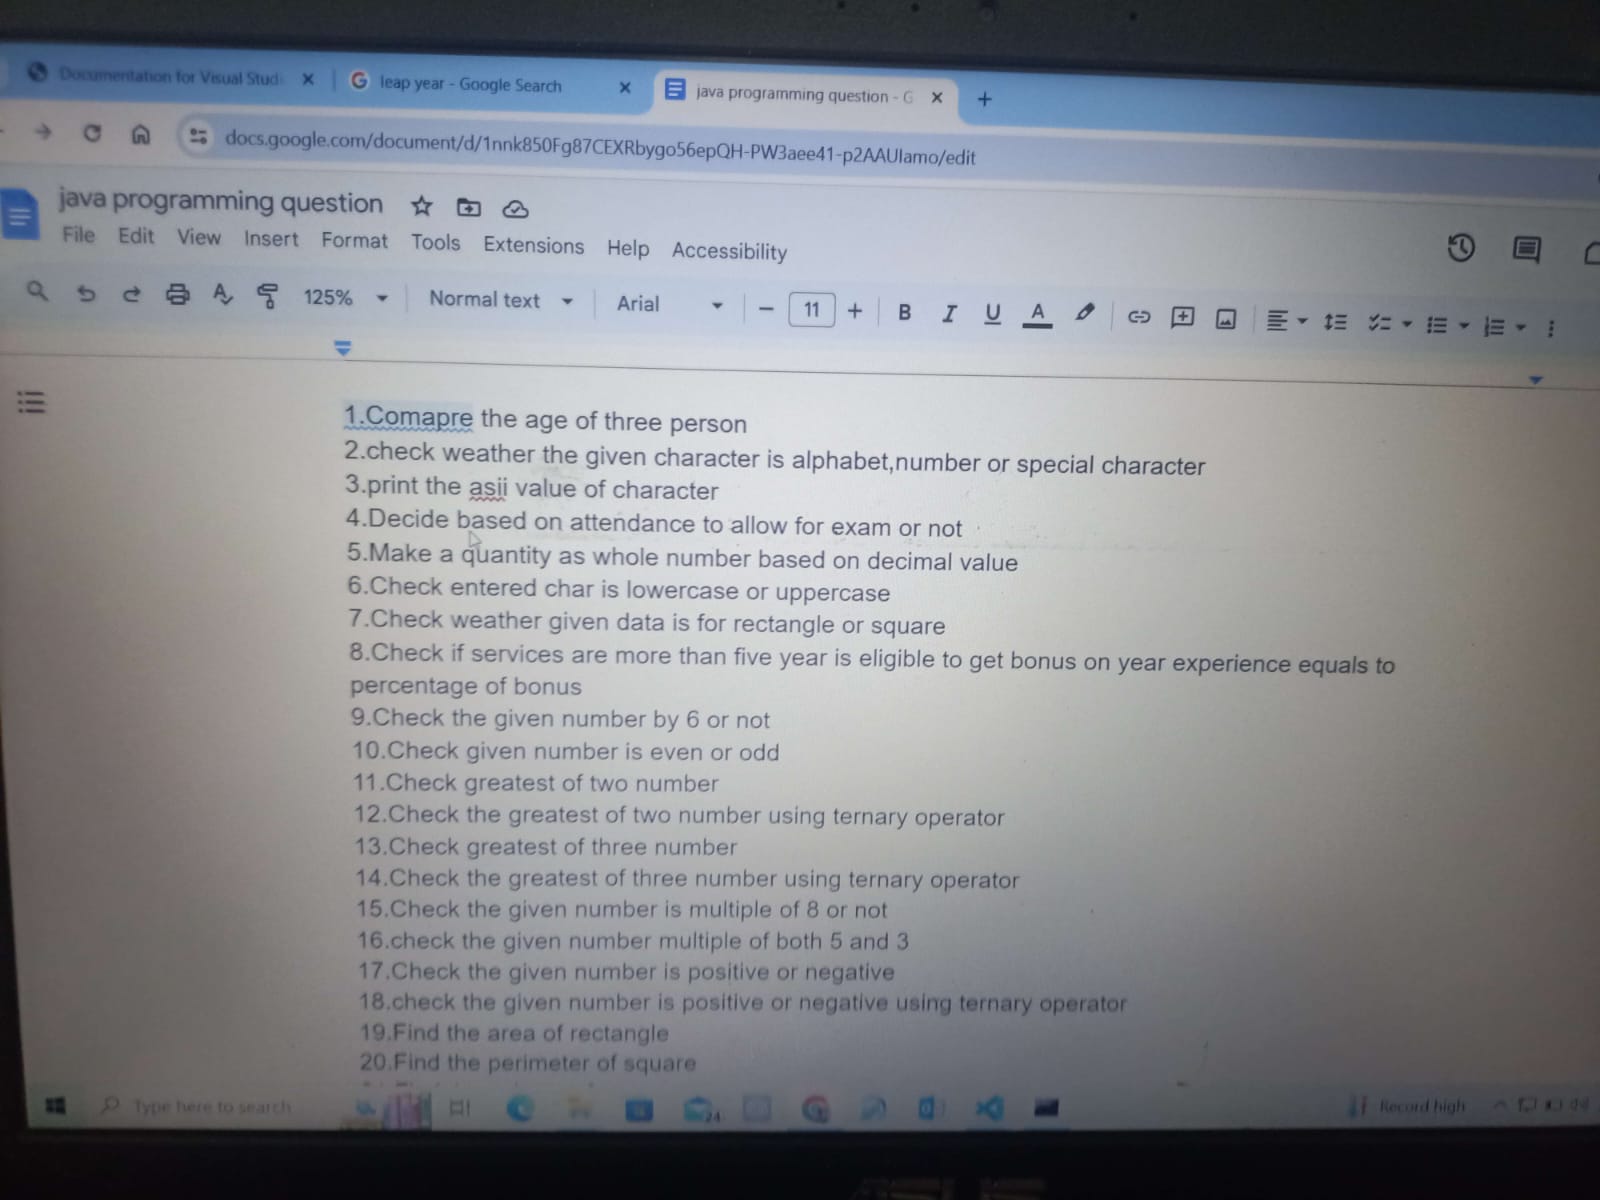 Documentation for Visual Studi
leap year - Google Search
java programming question - G
docs.google.com/document/d/1nnk850Fg87CEXRbygo56epQH-PW3aee41-p2AAUlamo/edit
java programming question
File Edit View Insert Format Tools Extensions Help Accessibility
125% Normal text Arial 11 B I U A
1.Comapre the age of three person
2.check weather the given character is alphabet,number or special character
3.print the asii value of character
4.Decide based on attendance to allow for exam or not
5.Make a quantity as whole number based on decimal value
6.Check entered char is lowercase or uppercase
7.Check weather given data is for rectangle or square
8.Check if services are more than five year is eligible to get bonus on year experience equals to
percentage of bonus
9.Check the given number by 6 or not
10.Check given number is even or odd
11.Check greatest of two number
12.Check the greatest of two number using ternary operator
13.Check greatest of three number
14.Check the greatest of three number using ternary operator
15.Check the given number is multiple of 8 or not
16.check the given number multiple of both 5 and 3
17.Check the given number is positive or negative
18.check the given number is positive or negative using ternary operator
19.Find the area of rectangle
20.Find the perimeter of square
Type here to search
24
Record high